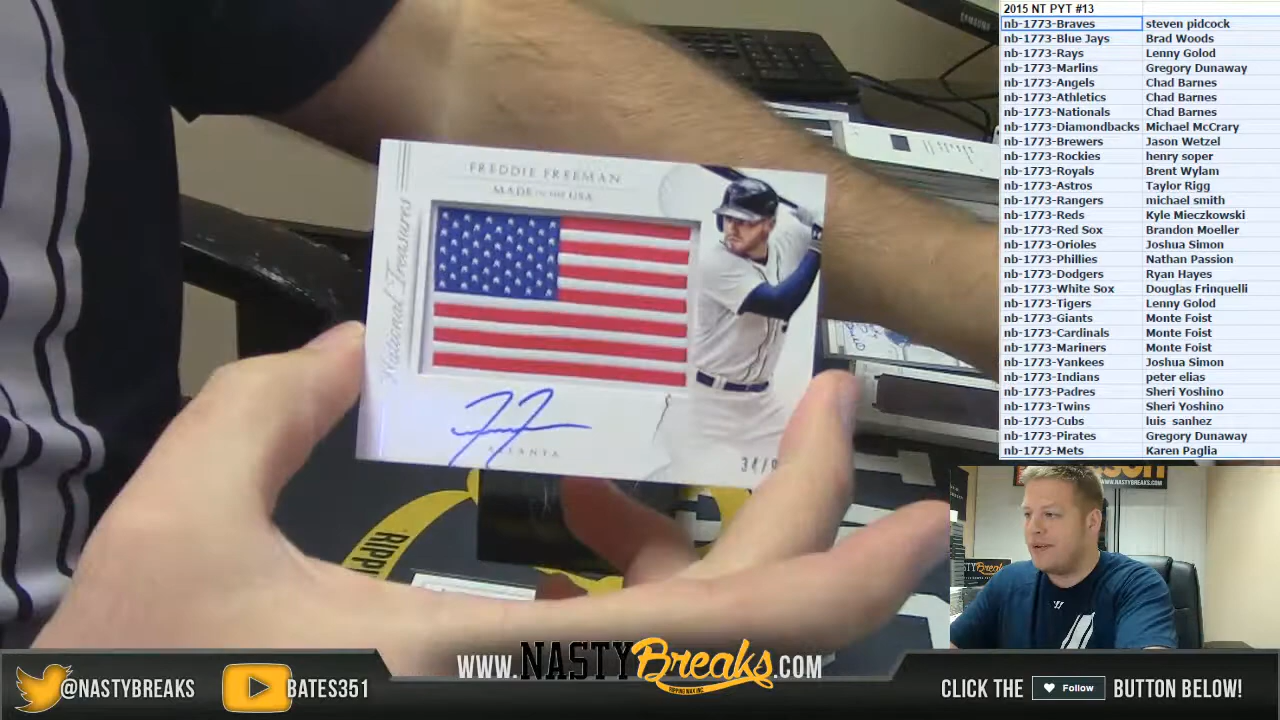 2015 NT PYT #13
nb-1773-Braves steven pidcock
nb-1773-Blue Jays Brad Woods
nb-1773-Rays Lenny Golod
nb-1773-Marlins Gregory Dunaway
nb-1773-Angels Chad Barnes
nb-1773-Athletics Chad Barnes
nb-1773-Nationals Chad Barnes
nb-1773-Diamondbacks Michael McCrary
nb-1773-Brewers Jason Wetzel
nb-1773-Rockies henry soper
nb-1773-Royals Brent Wylam
nb-1773-Astros Taylor Rigg
nb-1773-Rangers michael smith
nb-1773-Reds Kyle Mieczkowski
nb-1773-Red Sox Brandon Moeller
nb-1773-Orioles Joshua Simon
nb-1773-Phillies Nathan Passion
nb-1773-Dodgers Ryan Hayes
nb-1773-White Sox Douglas Frinquelli
nb-1773-Tigers Lenny Golod
nb-1773-Giants Monte Foist
nb-1773-Cardinals Monte Foist
nb-1773-Mariners Monte Foist
nb-1773-Yankees Joshua Simon
nb-1773-Indians peter elias
nb-1773-Padres Sheri Yoshino
nb-1773-Twins Sheri Yoshino
nb-1773-Cubs luis sanhez
nb-1773-Pirates Gregory Dunaway
nb-1773-Mets Karen Paglia
FREDDIE FREEMAN
MADE IN THE USA
National Treasures
ATLANTA
WWW.NASTYBREAKS.COM
@NASTYBREAKS
BATES351
WWW.NASTYBreaks.COM
RIPPING WAX INC
CLICK THE Follow BUTTON BELOW!